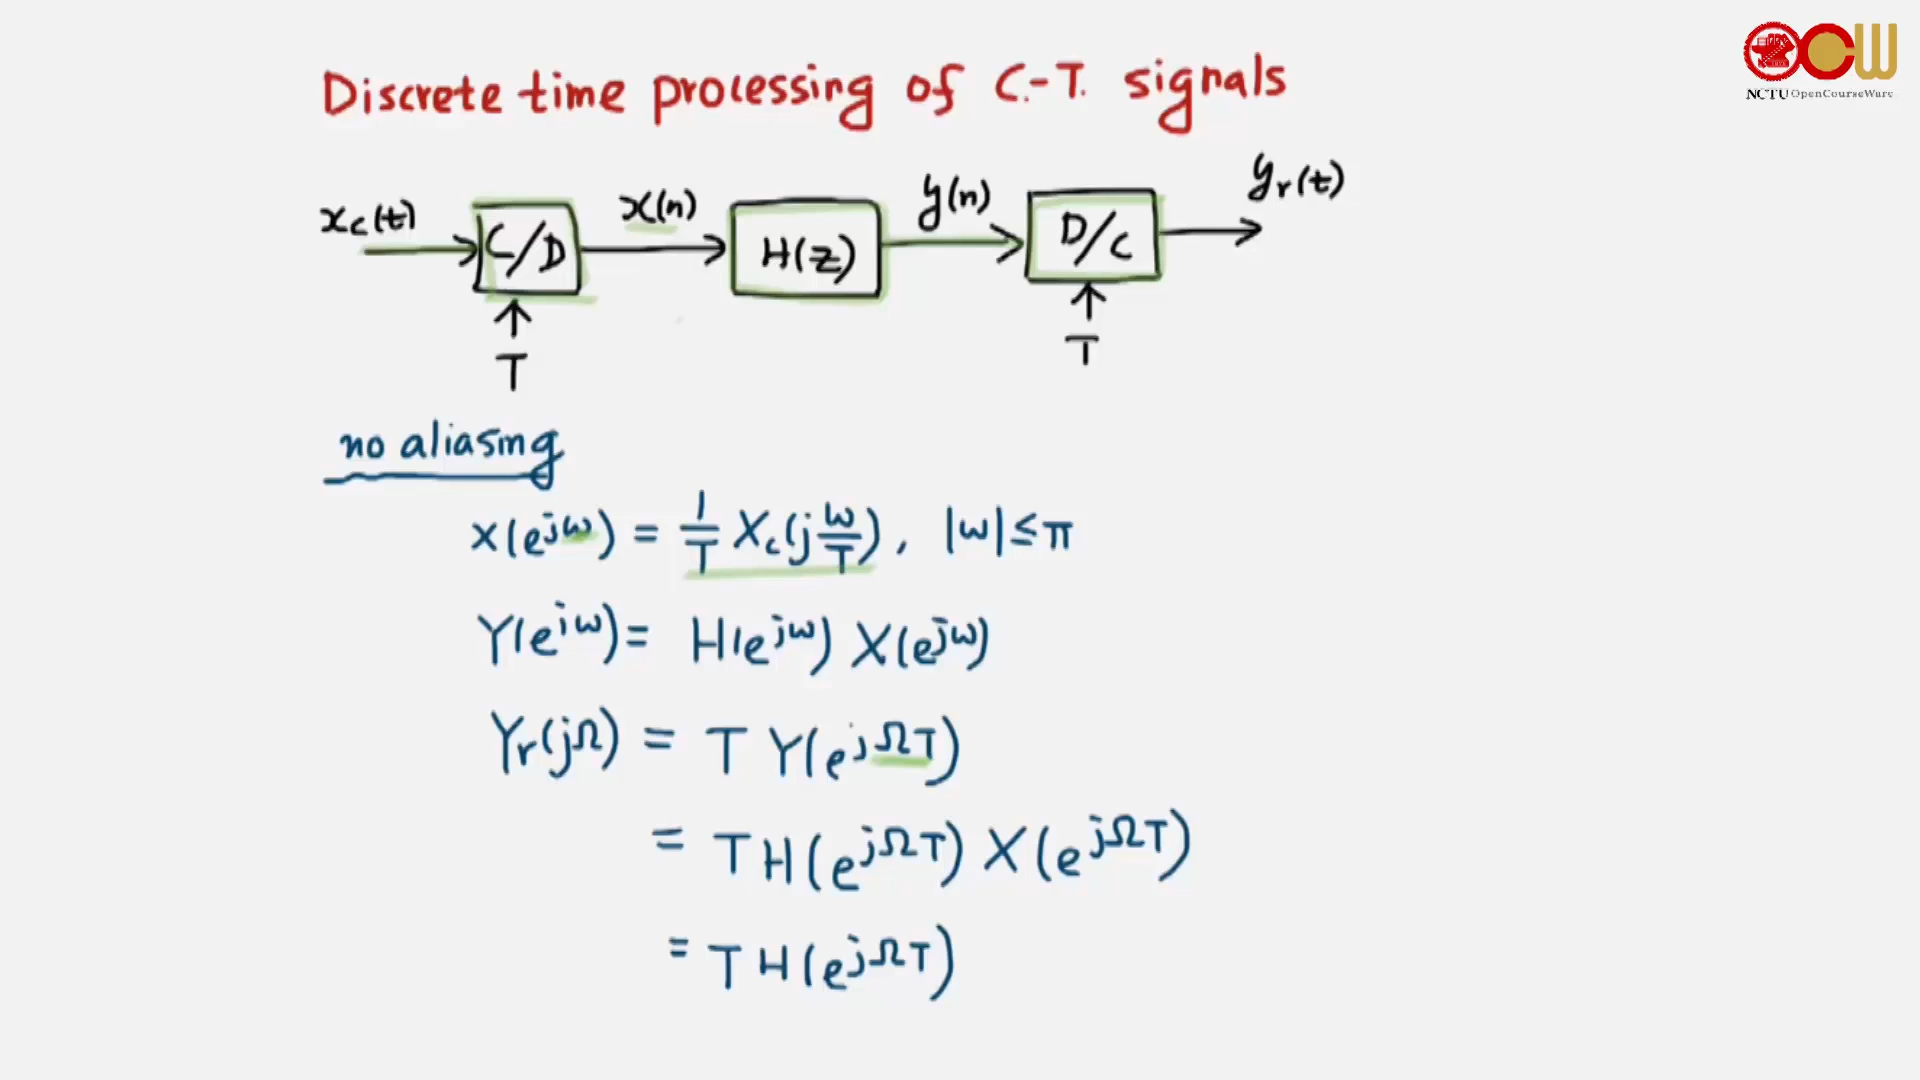 Discrete time processing of C.-T. signals
xc(t) C/D x(n) H(z) y(n) D/C yr(t)
T T
no aliasing
X(e^jω) = 1/T Xc(j ω/T), |ω| ≤ π
Y(e^jω) = H(e^jω) X(e^jω)
Yr(jΩ) = T Y(e^jΩT)
= T H(e^jΩT) X(e^jΩT)
= T H(e^jΩT)
OCW
NCTU OpenCourseWare